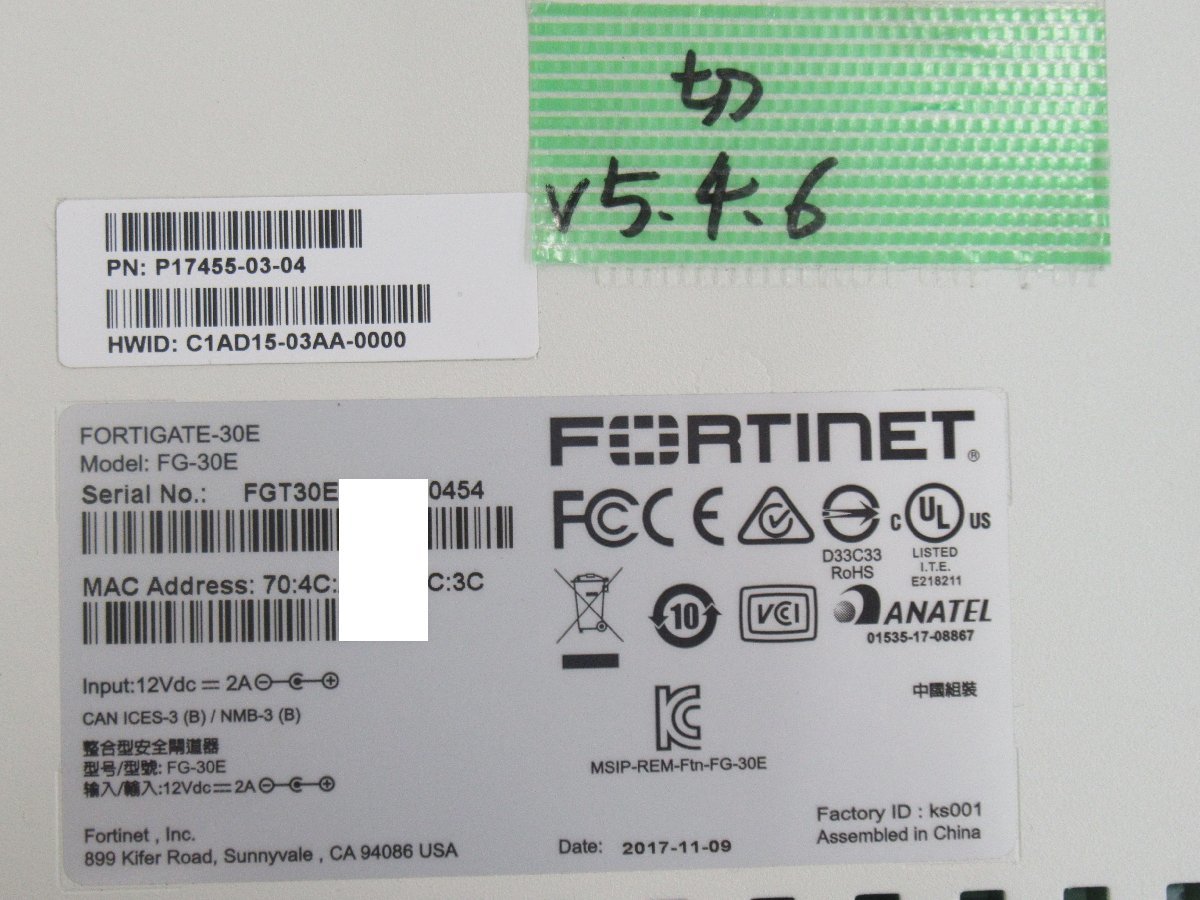 切
v5.4.6
PN: P17455-03-04
HWID: C1AD15-03AA-0000
FORTIGATE-30E
Model: FG-30E
Serial No.: FGT30E 0454
MAC Address: 70:4C: C:3C
Input:12Vdc ⎓ 2A
CAN ICES-3 (B) / NMB-3 (B)
整合型安全閘道器
型号/型號: FG-30E
输入/輸入:12Vdc ⎓ 2A
Fortinet , Inc.
899 Kifer Road, Sunnyvale , CA 94086 USA
FORTINET®
FC CE
D33C33
RoHS
C UL US
LISTED
I.T.E.
E218211
10
VCI
ANATEL
01535-17-08867
中國組裝
KC
MSIP-REM-Ftn-FG-30E
Factory ID : ks001
Assembled in China
Date: 2017-11-09